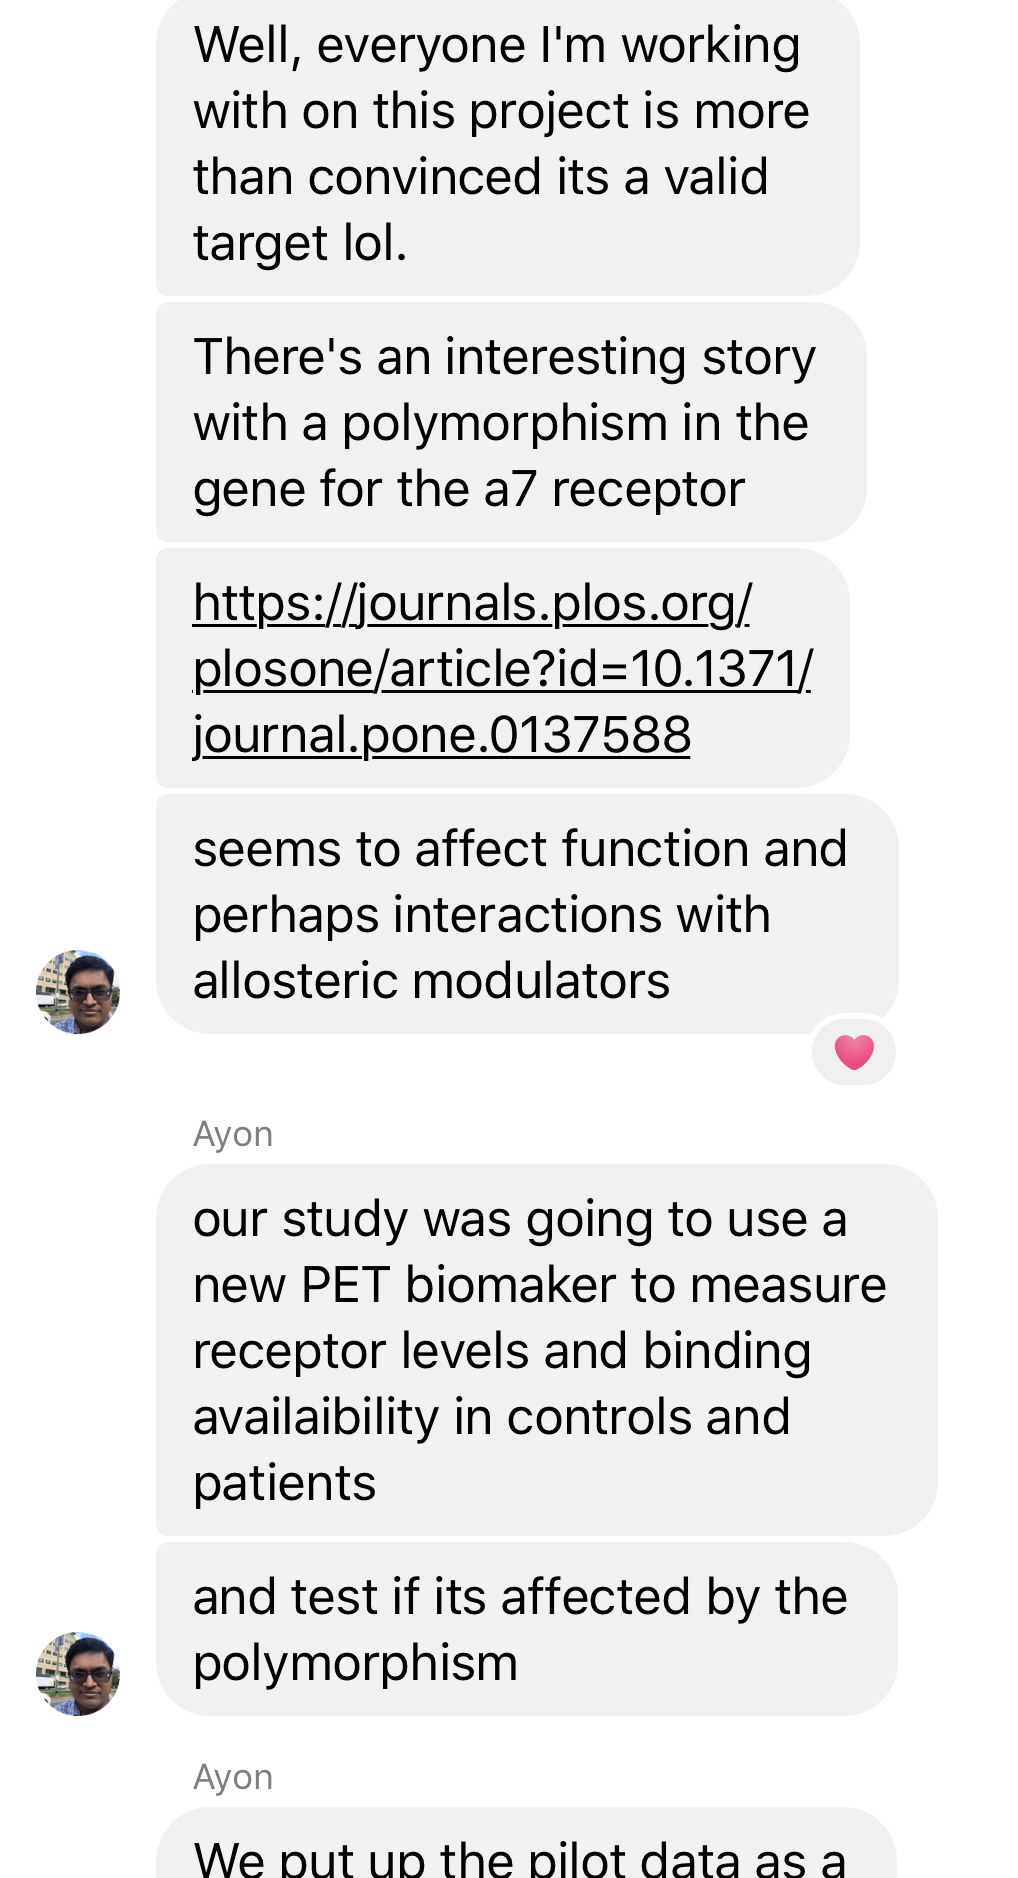 Well, everyone I'm working
with on this project is more
than convinced its a valid
target lol.
There's an interesting story
with a polymorphism in the
gene for the a7 receptor
https://journals.plos.org/
plosone/article?id=10.1371/
journal.pone.0137588
seems to affect function and
perhaps interactions with
allosteric modulators
Ayon
our study was going to use a
new PET biomaker to measure
receptor levels and binding
availaibility in controls and
patients
and test if its affected by the
polymorphism
Ayon
We put up the pilot data as a